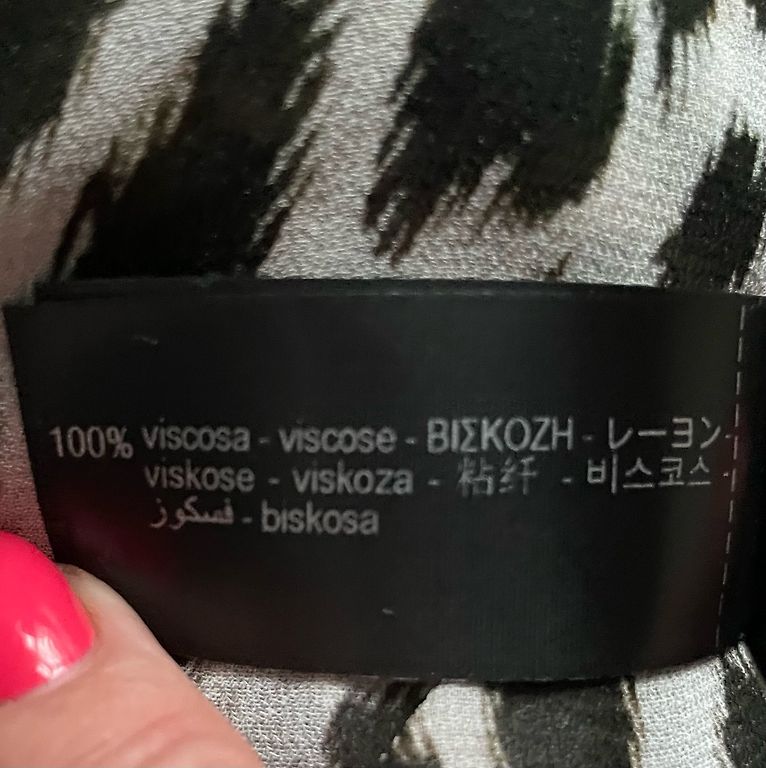 100% viscosa - viscose - ΒΙΣΚΟΖΗ - レーヨン -
viskose - viskoza - 粘纤 - 비스코스 -
فسكوز - biskosa